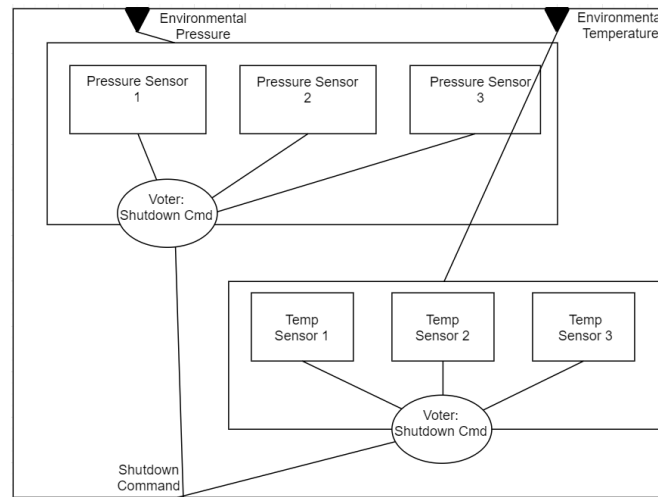 Environmental
Pressure
Environmental
Temperature
Pressure Sensor
1
Pressure Sensor
2
Pressure Sensor
3
Voter:
Shutdown Cmd
Temp
Sensor 1
Temp
Sensor 2
Temp
Sensor 3
Voter:
Shutdown Cmd
Shutdown
Command